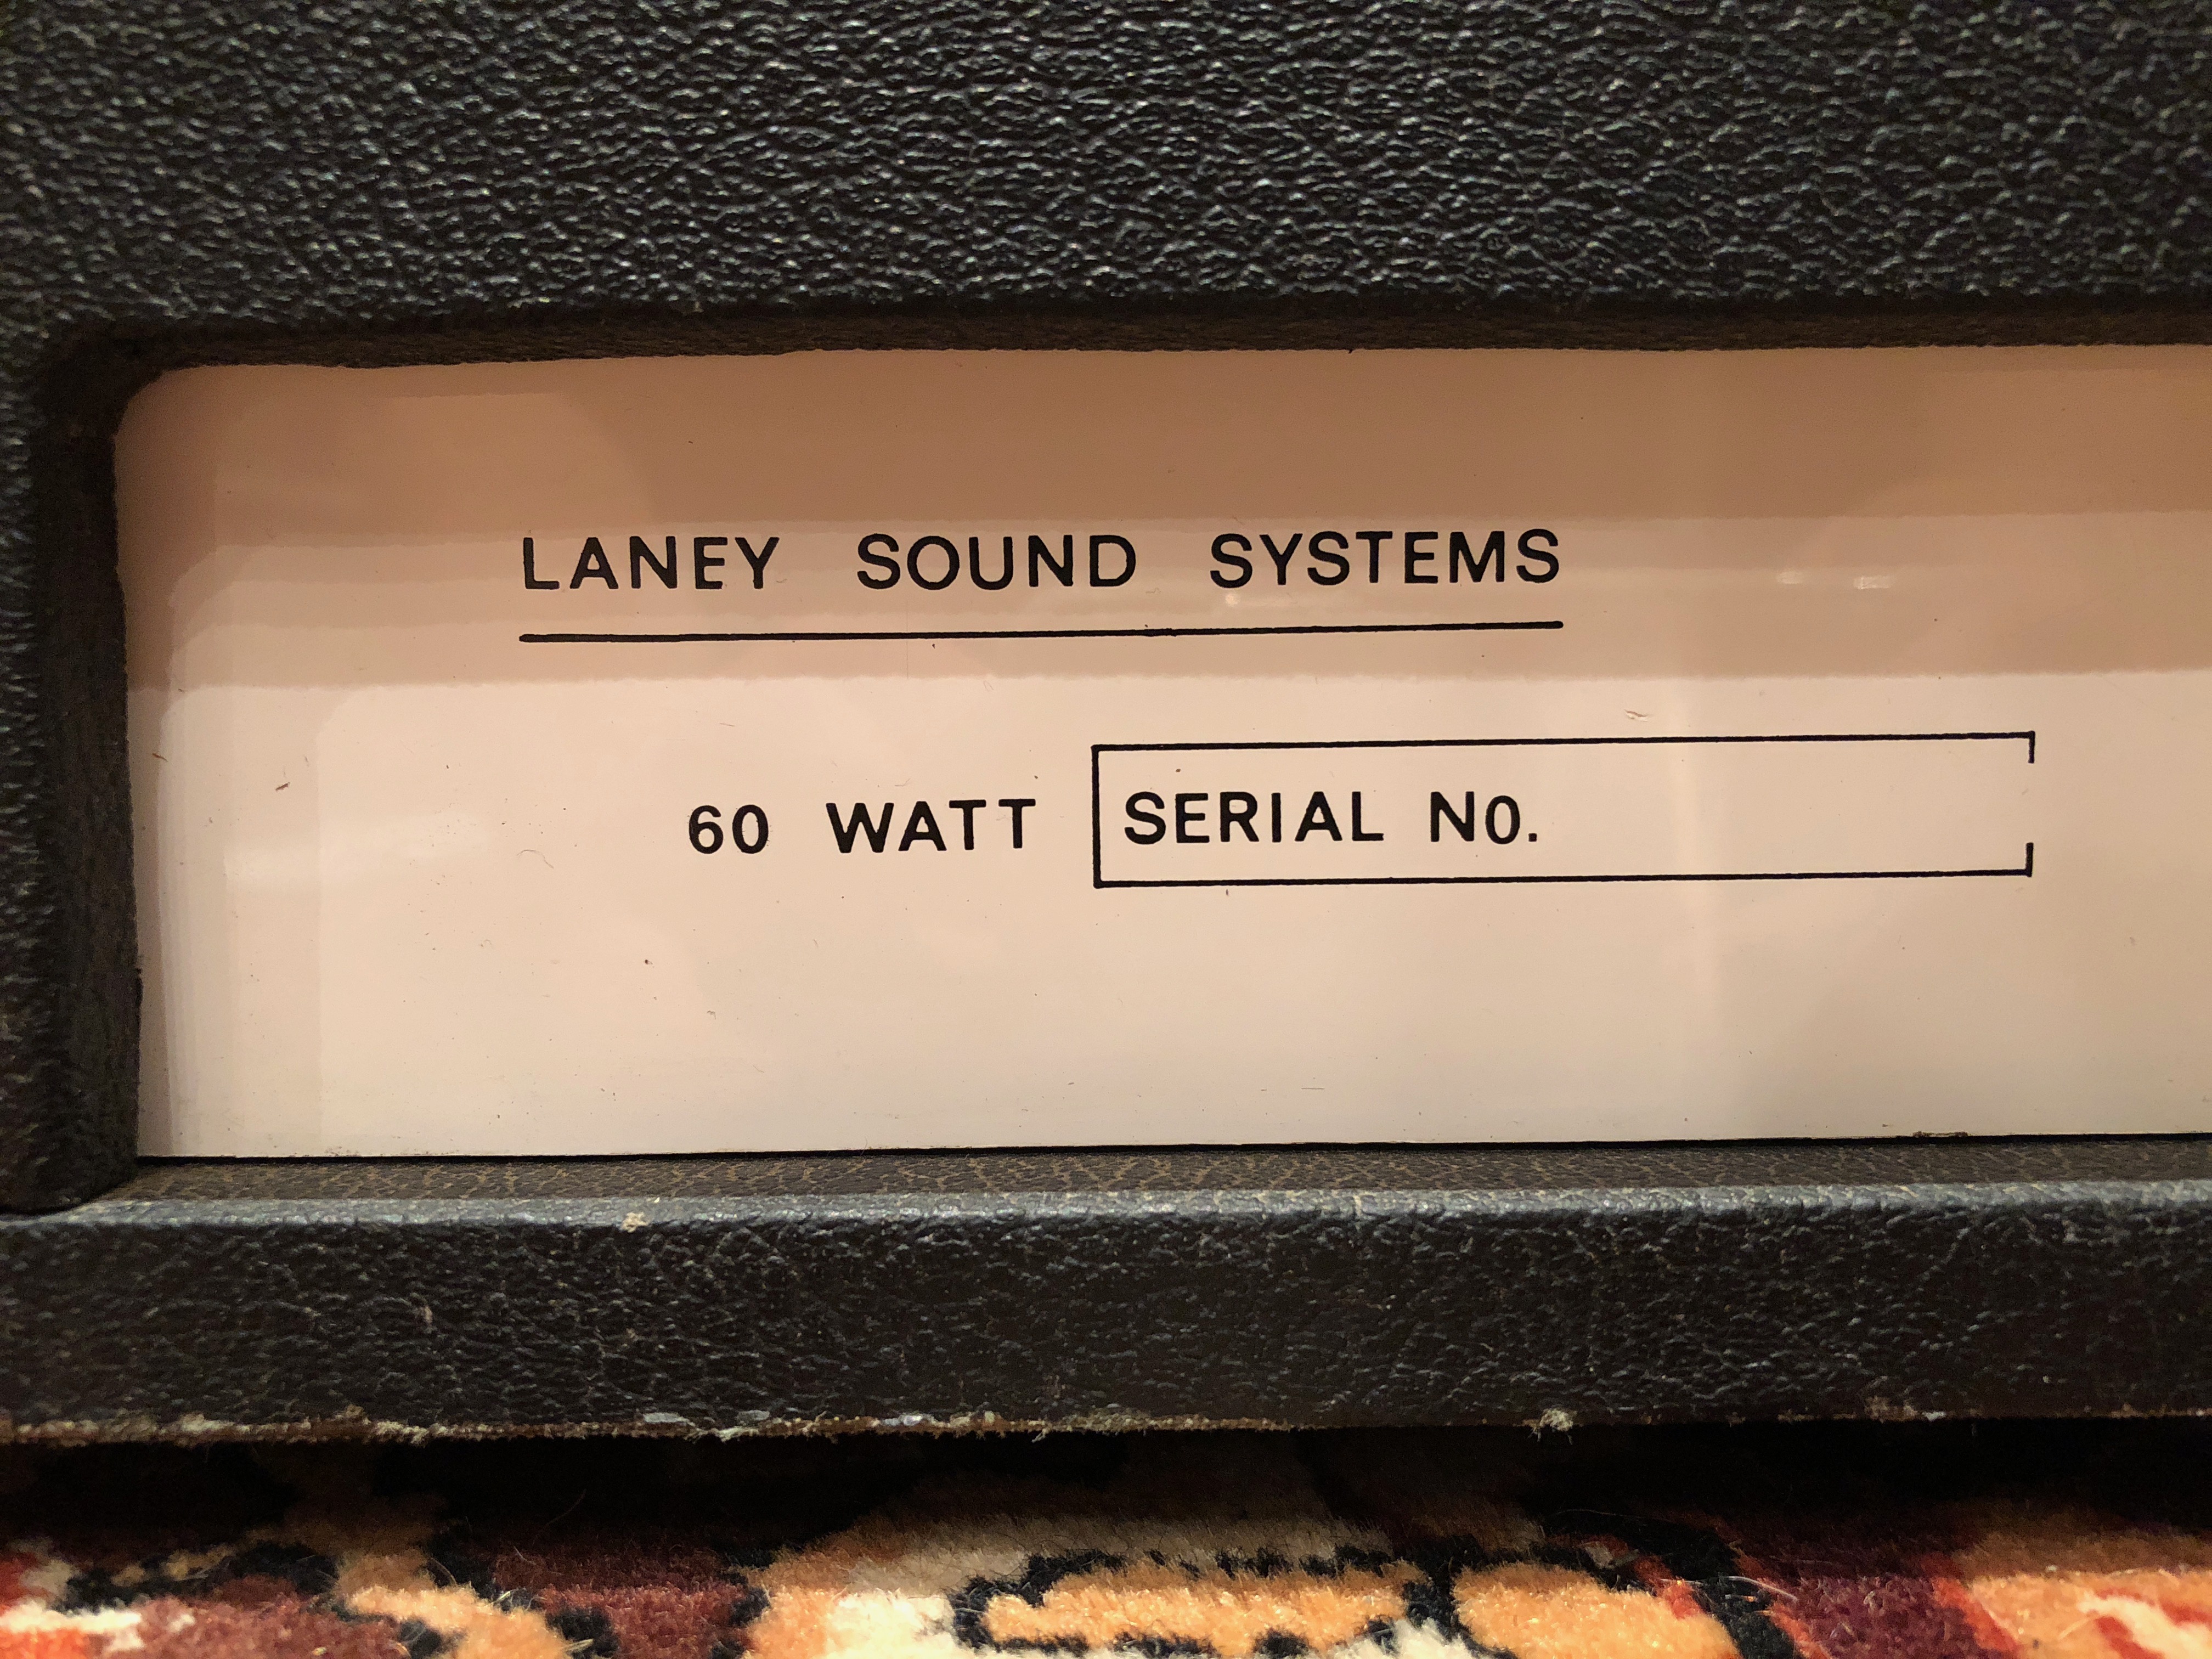 LANEY SOUND SYSTEMS
60 WATT SERIAL NO.